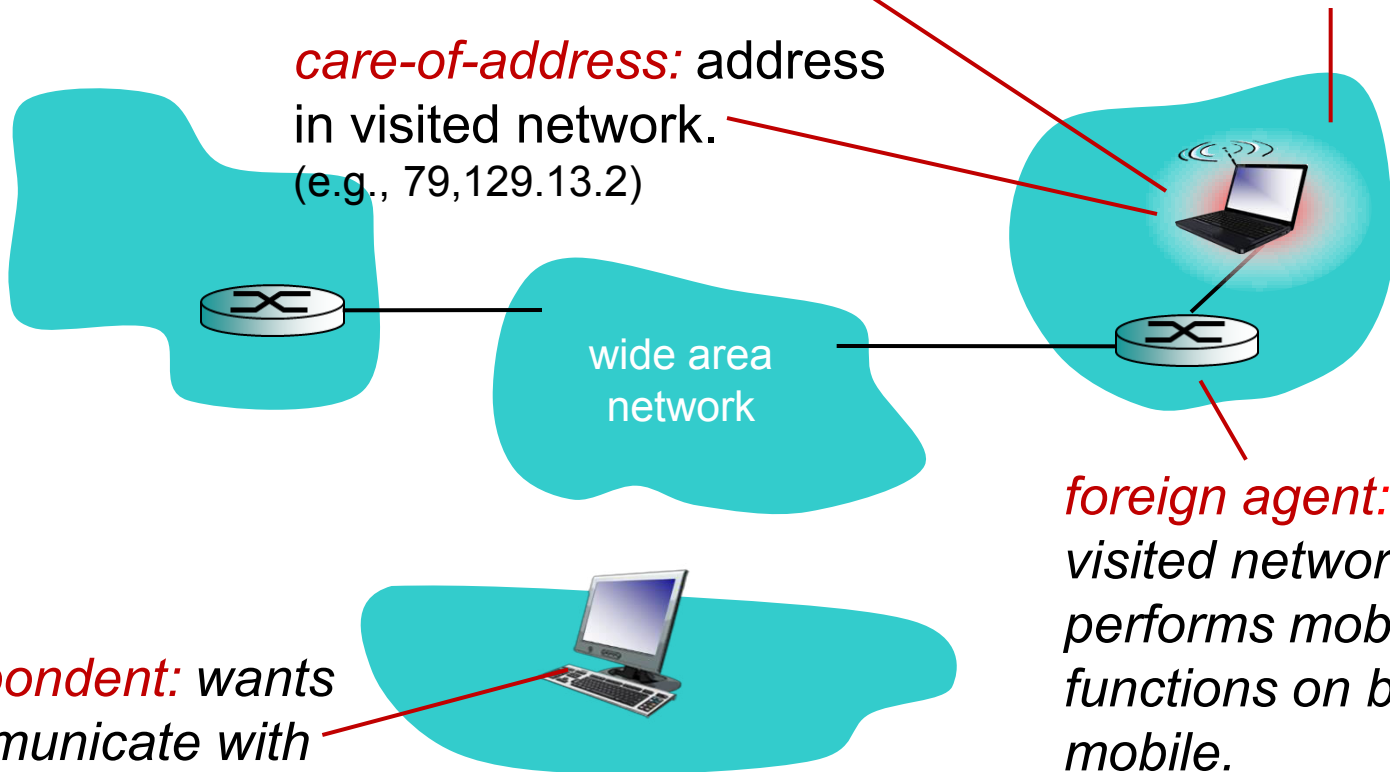 care-of-address: address
in visited network.
(e.g., 79,129.13.2)
wide area
network
foreign agent:
visited networ
performs mob
functions on b
mobile.
pondent: wants
municate with